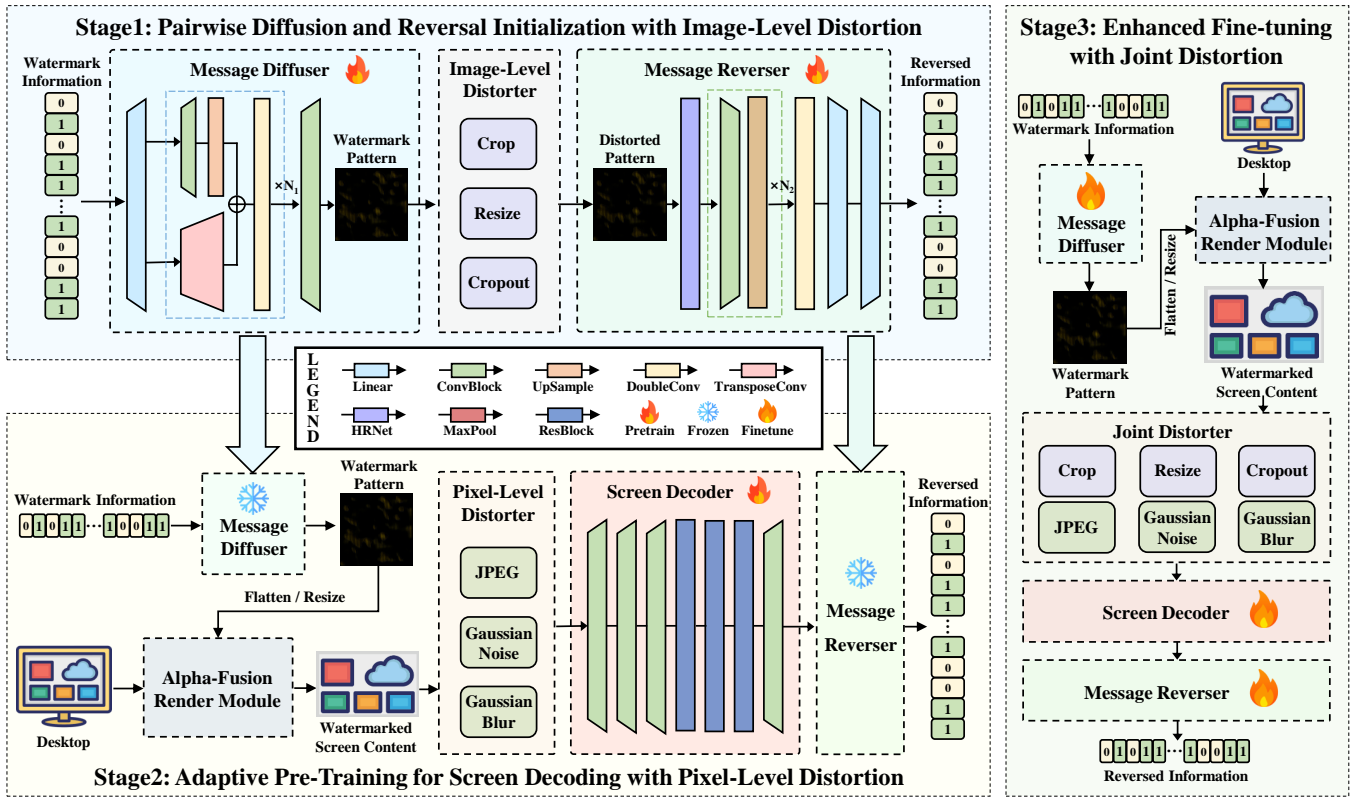 Stage1: Pairwise Diffusion and Reversal Initialization with Image-Level Distortion
Watermark
Information
0
1
0
1
1
1
0
0
1
1
Message Diffuser
×N1
Watermark
Pattern
Image-Level
Distorter
Crop
Resize
Cropout
Message Reverser
Distorted
Pattern
×N2
Reversed
Information
0
1
0
1
1
1
0
0
1
1
LEGEND
Linear
ConvBlock
UpSample
DoubleConv
TransposeConv
HRNet
MaxPool
ResBlock
Pretrain
Frozen
Finetune
Watermark Information
0 1 0 1 1 ··· 1 0 0 1 1
Message
Diffuser
Watermark
Pattern
Flatten / Resize
Desktop
Alpha-Fusion
Render Module
Watermarked
Screen Content
Pixel-Level
Distorter
JPEG
Gaussian
Noise
Gaussian
Blur
Screen Decoder
Message
Reverser
Reversed
Information
0
1
0
1
1
1
0
0
1
1
Stage2: Adaptive Pre-Training for Screen Decoding with Pixel-Level Distortion
Stage3: Enhanced Fine-tuning
with Joint Distortion
0 1 0 1 1 ··· 1 0 0 1 1
Watermark Information
Desktop
Message
Diffuser
Flatten / Resize
Alpha-Fusion
Render Module
Watermark
Pattern
Watermarked
Screen Content
Joint Distorter
Crop
Resize
Cropout
JPEG
Gaussian
Noise
Gaussian
Blur
Screen Decoder
Message Reverser
0 1 0 1 1 ··· 1 0 0 1 1
Reversed Information